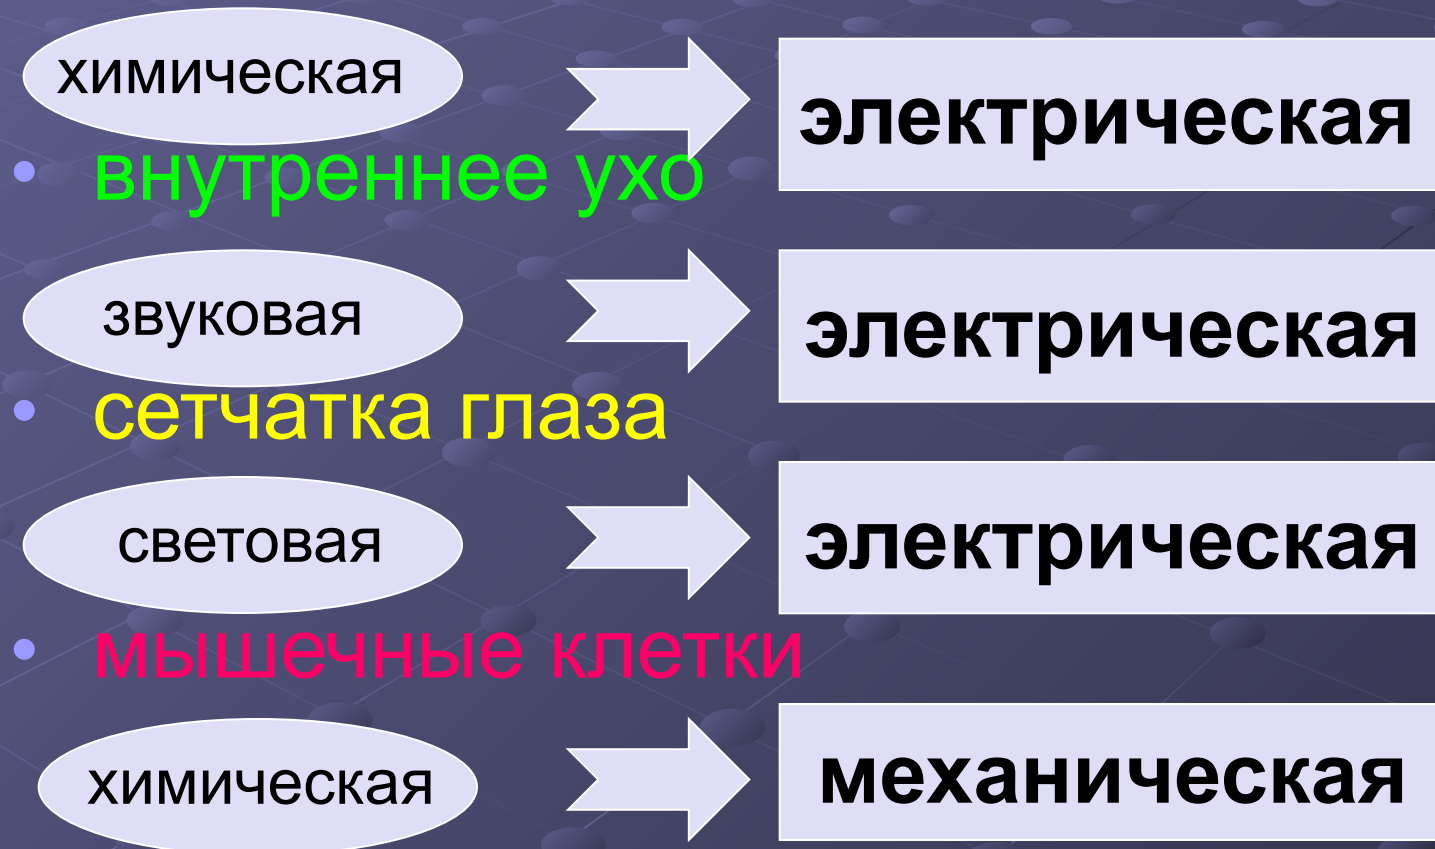 химическая электрическая
• внутреннее ухо
звуковая электрическая
• сетчатка глаза
световая электрическая
• мышечные клетки
химическая механическая